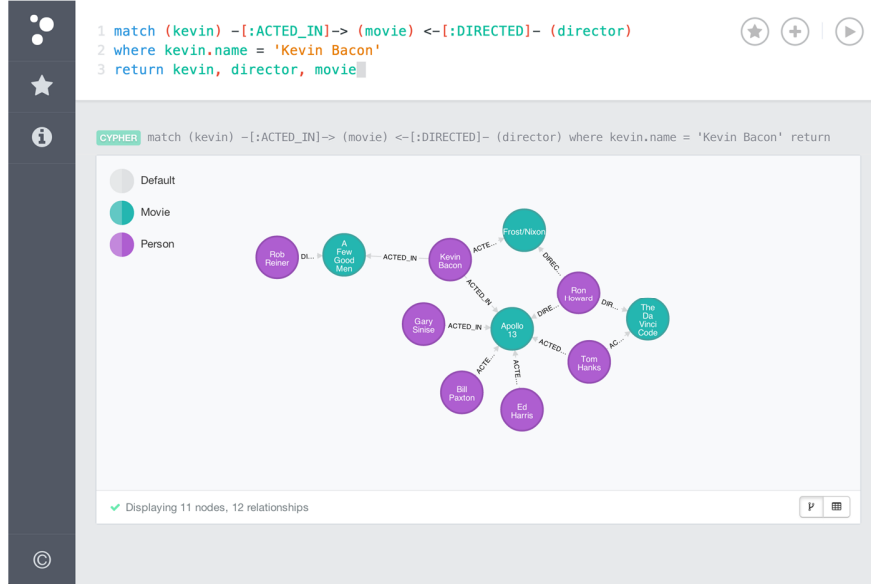 1 match (kevin) -[:ACTED_IN]-> (movie) <-[:DIRECTED]- (director)
2 where kevin.name = 'Kevin Bacon'
3 return kevin, director, movie
CYPHER match (kevin) -[:ACTED_IN]-> (movie) <-[:DIRECTED]- (director) where kevin.name = 'Kevin Bacon' return
Default
Movie
Person
Rob
Reiner
DI...
A
Few
Good
Men
ACTED_IN
Kevin
Bacon
ACTE...
Frost/Nixon
DIREC...
ACTED_IN
Ron
Howard
DIRE...
DIR...
The
Da
Vinci
Code
Gary
Sinise
ACTED_IN
Apollo
13
ACTED...
AC...
Tom
Hanks
ACTE...
ACTE...
Bill
Paxton
Ed
Harris
Displaying 11 nodes, 12 relationships
©